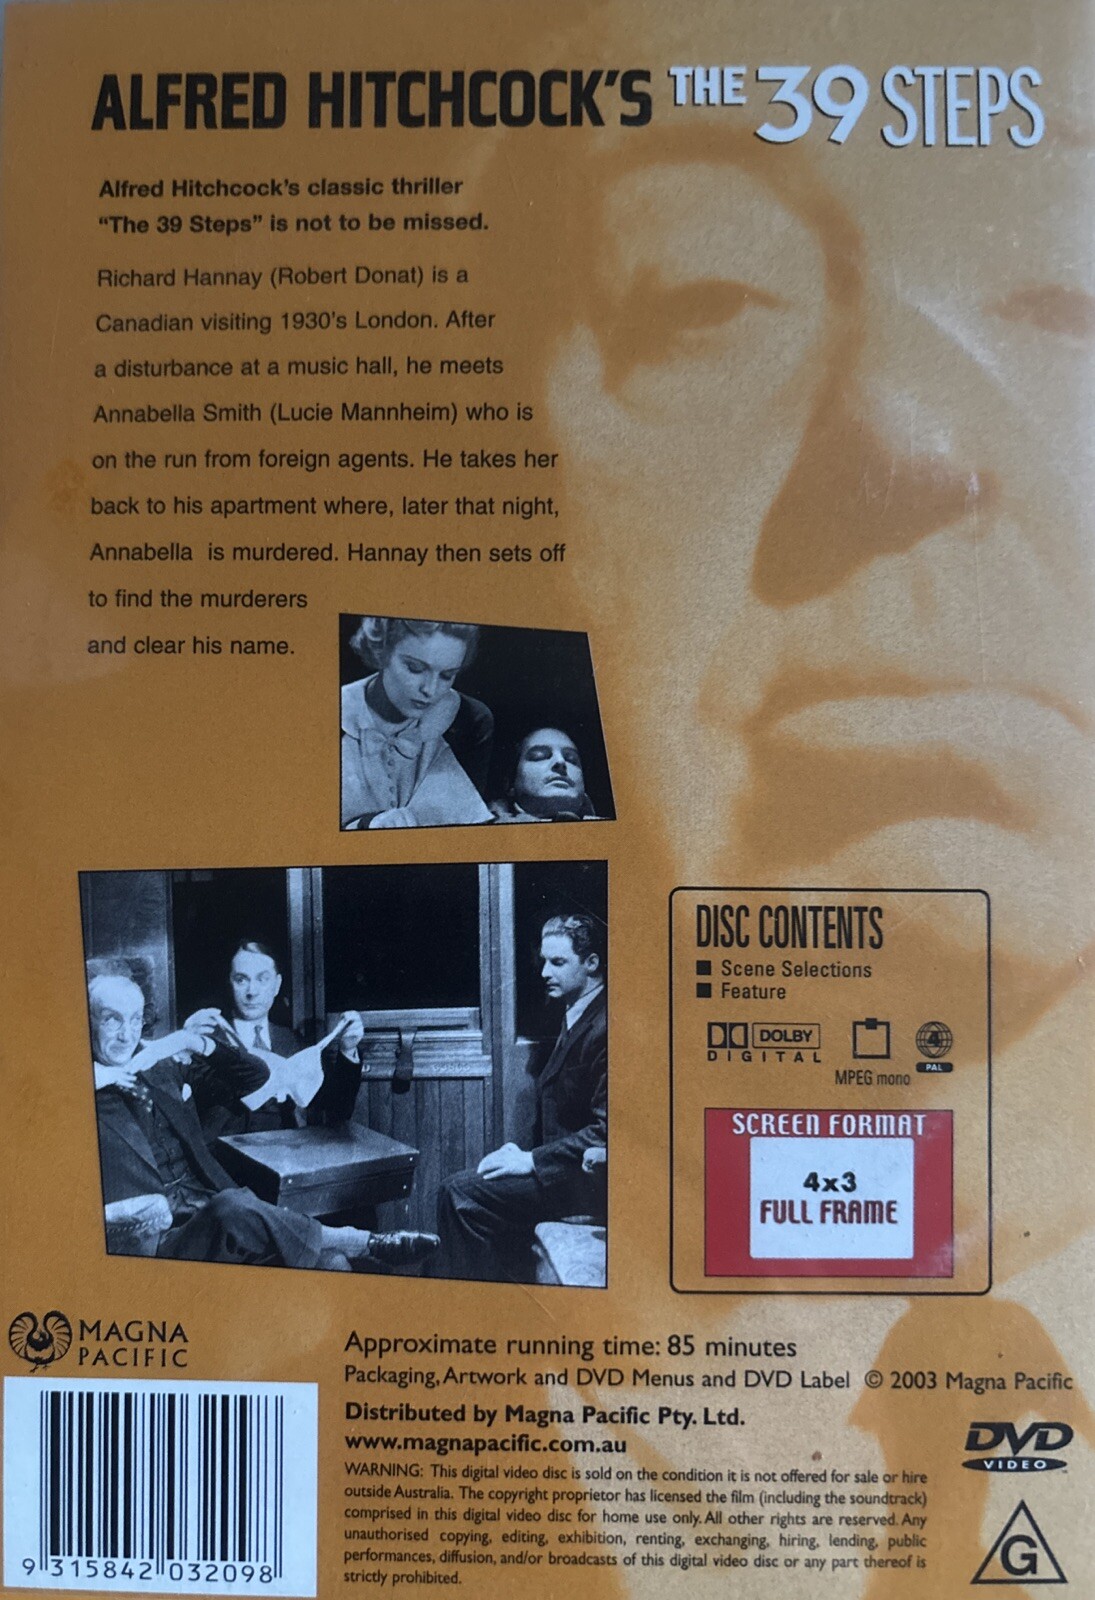 ALFRED HITCHCOCK'S THE 39 STEPS
Alfred Hitchcock's classic thriller
“The 39 Steps” is not to be missed.
Richard Hannay (Robert Donat) is a
Canadian visiting 1930's London. After
a disturbance at a music hall, he meets
Annabella Smith (Lucie Mannheim) who is
on the run from foreign agents. He takes her
back to his apartment where, later that night,
Annabella is murdered. Hannay then sets off
to find the murderers
and clear his name.
DISC CONTENTS
Scene Selections
Feature
DOLBY
DIGITAL
MPEG mono
4
PAL
SCREEN FORMAT
4x3
FULL FRAME
MAGNA
PACIFIC
9 315842 032098
Approximate running time: 85 minutes
Packaging, Artwork and DVD Menus and DVD Label © 2003 Magna Pacific
Distributed by Magna Pacific Pty. Ltd.
www.magnapacific.com.au
WARNING: This digital video disc is sold on the condition it is not offered for sale or hire
outside Australia. The copyright proprietor has licensed the film (including the soundtrack)
comprised in this digital video disc for home use only. All other rights are reserved. Any
unauthorised copying, editing, exhibition, renting, exchanging, hiring, lending, public
performances, diffusion, and/or broadcasts of this digital video disc or any part thereof is
strictly prohibited.
DVD
VIDEO
G